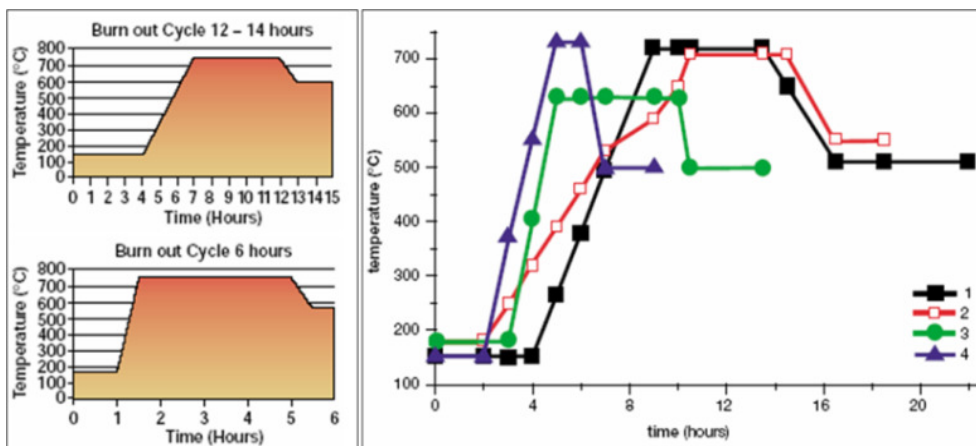 Burn out Cycle 12 – 14 hours
Temperature (°C)
800
700
600
500
400
300
200
100
0
0 1 2 3 4 5 6 7 8 9 10 11 12 13 14 15
Time (Hours)
Burn out Cycle 6 hours
Temperature (°C)
800
700
600
500
400
300
200
100
0
0 1 2 3 4 5 6
Time (Hours)
temperature (°C)
700
600
500
400
300
200
100
0 4 8 12 16 20
time (hours)
1
2
3
4